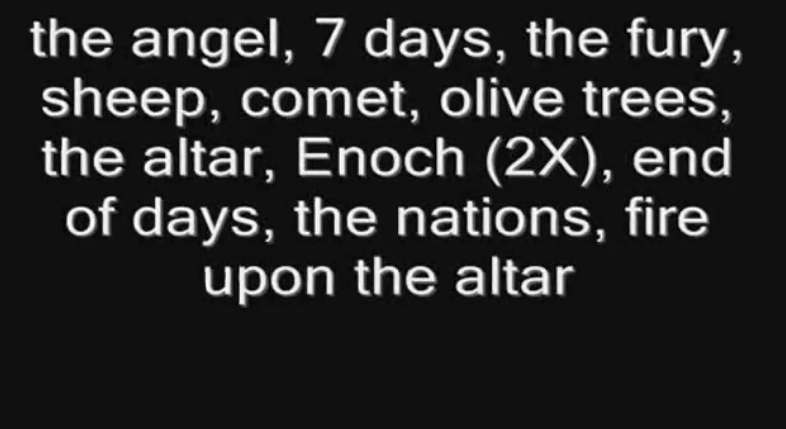 the angel, 7 days, the fury,
sheep, comet, olive trees,
the altar, Enoch (2X), end
of days, the nations, fire
upon the altar